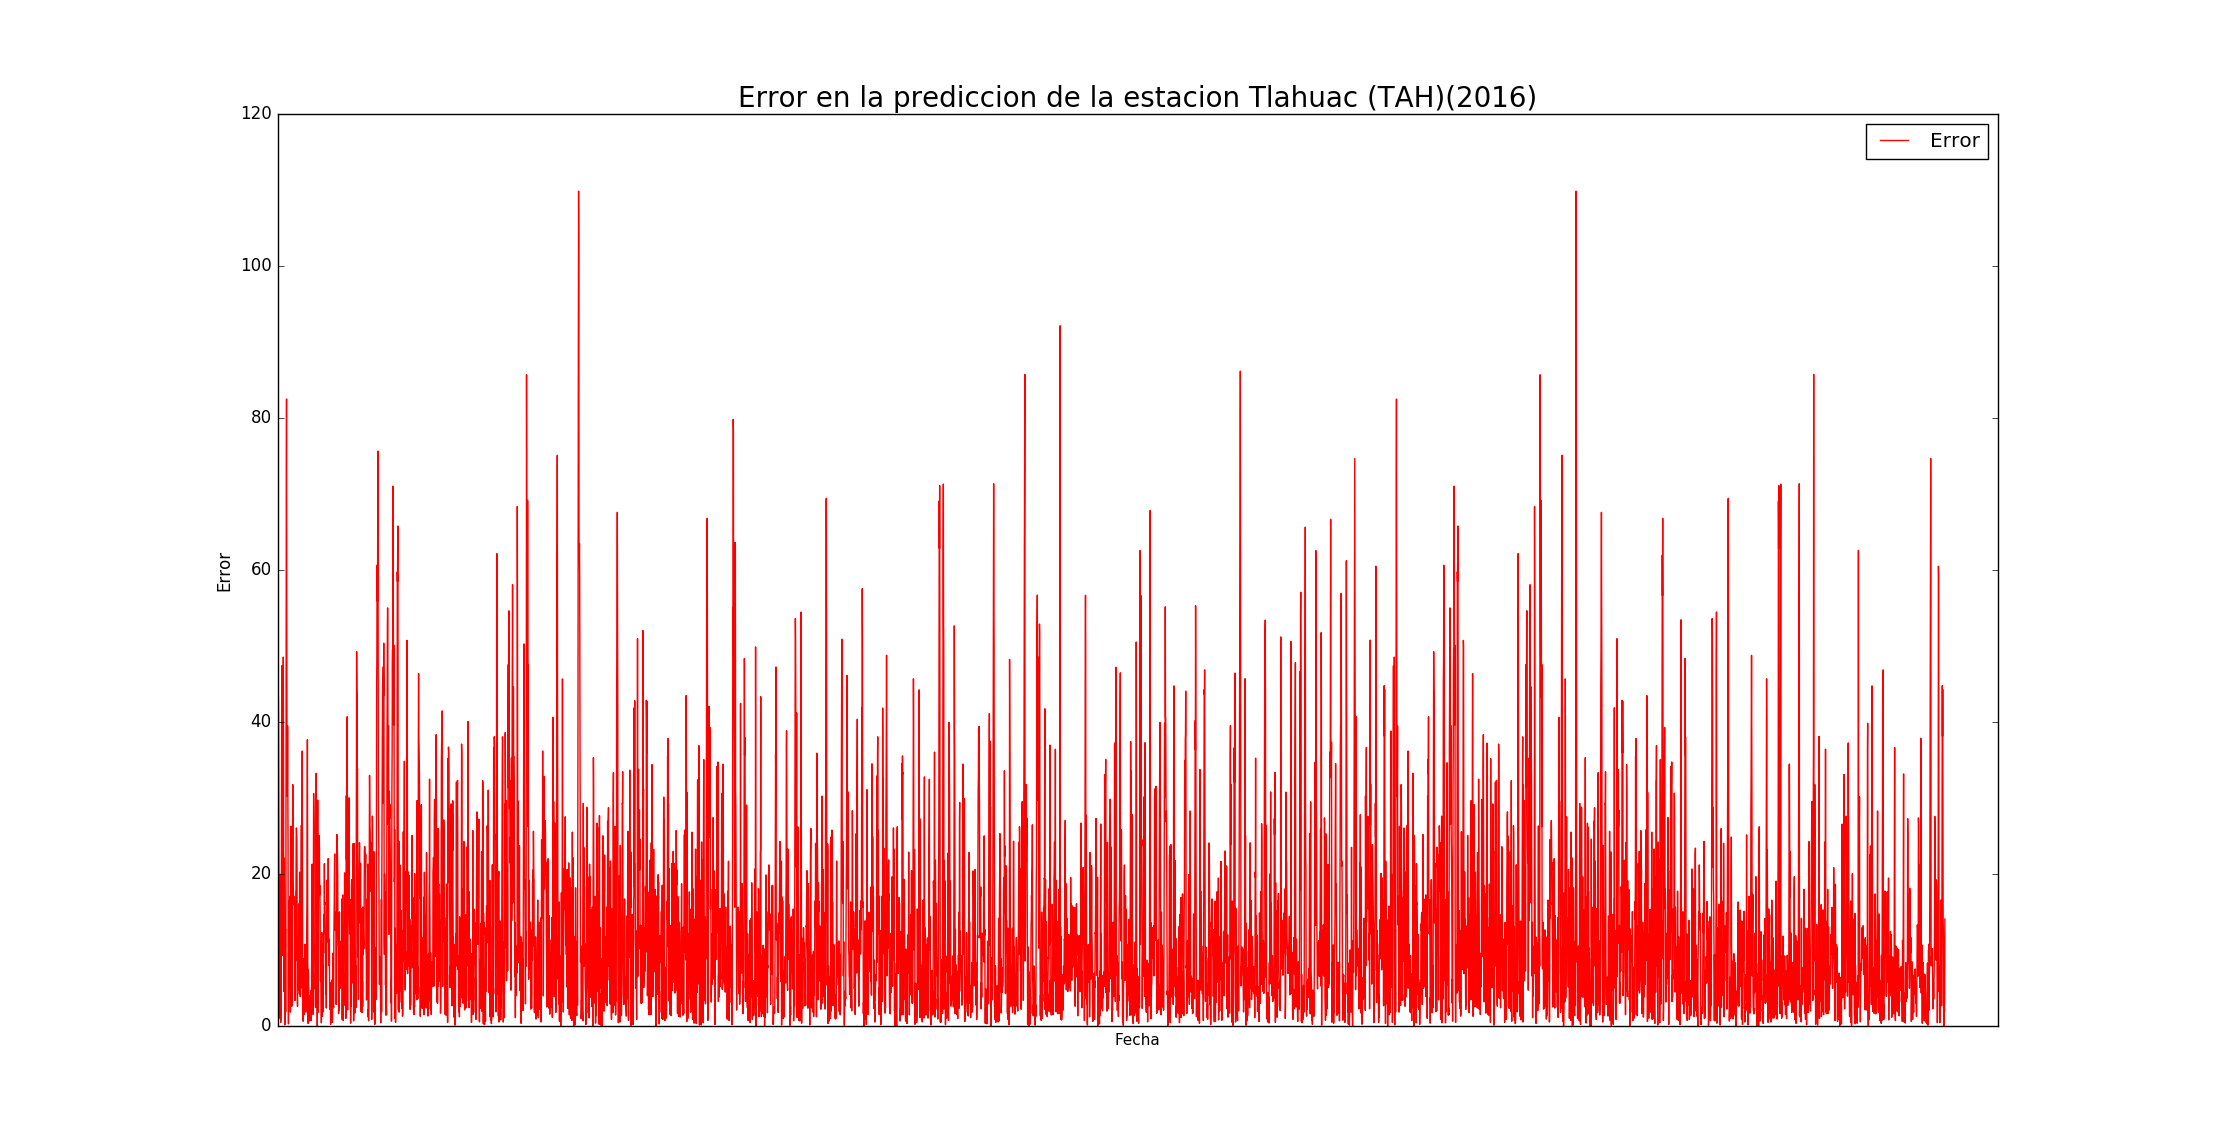 Error en la prediccion de la estacion Tlahuac (TAH)(2016)
120
Error
100
80
60
Error
40
20
0
Fecha